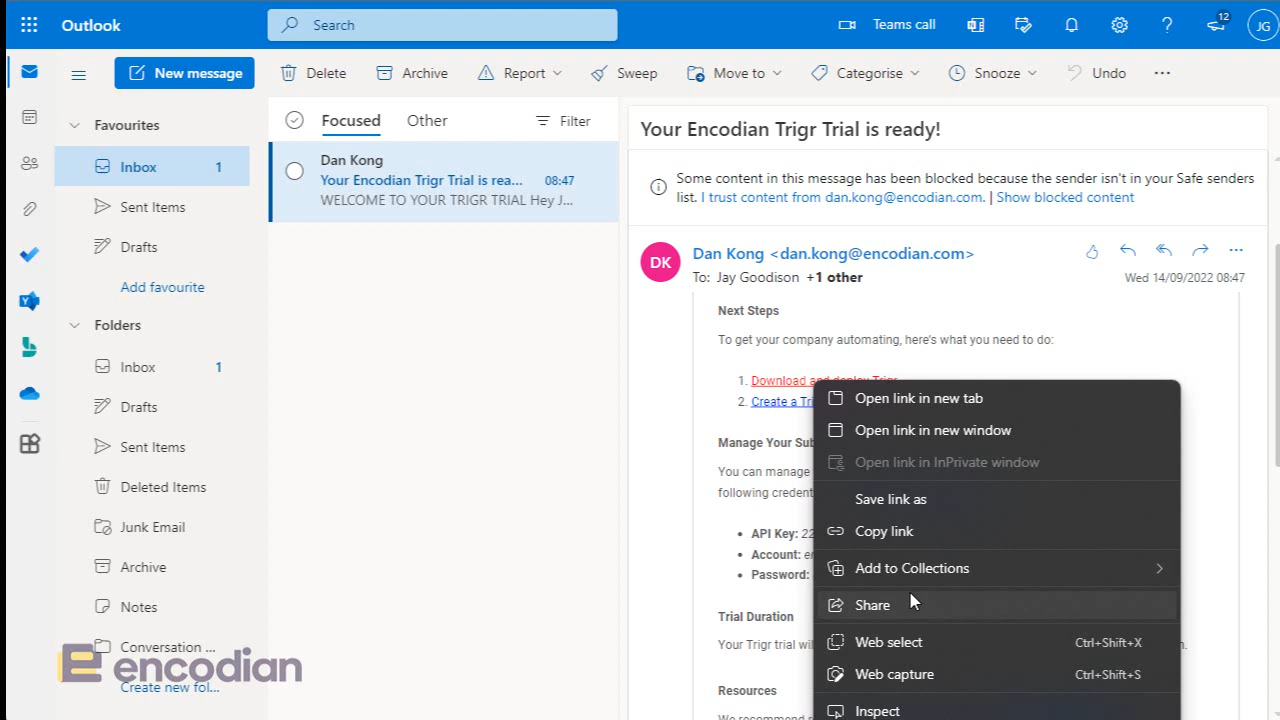 Outlook
Search
Teams call
12
JG
New message
Delete
Archive
Report
Sweep
Move to
Categorise
Snooze
Undo
Favourites
Inbox 1
Sent Items
Drafts
Add favourite
Folders
Inbox 1
Drafts
Sent Items
Deleted Items
Junk Email
Archive
Notes
Conversation ...
Create new fol...
encodian
Focused
Other
Filter
Dan Kong
Your Encodian Trigr Trial is rea... 08:47
WELCOME TO YOUR TRIGR TRIAL Hey J...
Your Encodian Trigr Trial is ready!
Some content in this message has been blocked because the sender isn't in your Safe senders
list. I trust content from dan.kong@encodian.com. | Show blocked content
DK
Dan Kong <dan.kong@encodian.com>
To: Jay Goodison +1 other
Wed 14/09/2022 08:47
Next Steps
To get your company automating, here's what you need to do:
1. Download and deploy Trigr
2. Create a Tri
Manage Your Sub
You can manage
following credent
• API Key: 22
• Account: e
• Password:
Trial Duration
Your Trigr trial wil
Resources
Open link in new tab
Open link in new window
Open link in InPrivate window
Save link as
Copy link
Add to Collections
Share
Web select Ctrl+Shift+X
Web capture Ctrl+Shift+S
Inspect